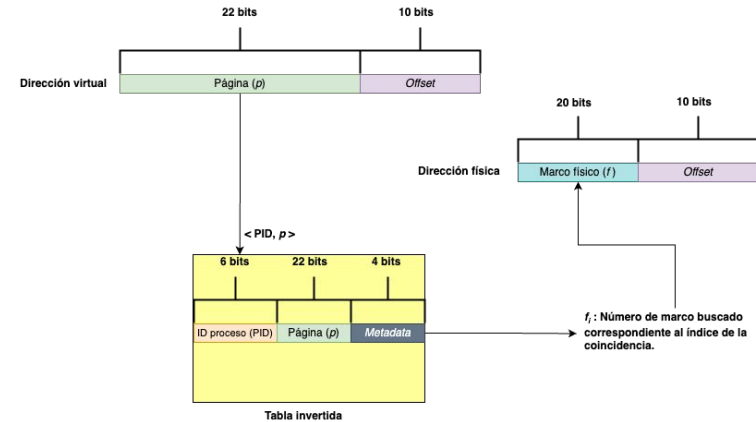 22 bits
10 bits
Dirección virtual
Página (p)
Offset
20 bits
10 bits
Dirección física
Marco físico (f)
Offset
< PID, p >
6 bits
22 bits
4 bits
ID proceso (PID)
Página (p)
Metadata
fi : Número de marco buscado
correspondiente al índice de la
coincidencia.
Tabla invertida